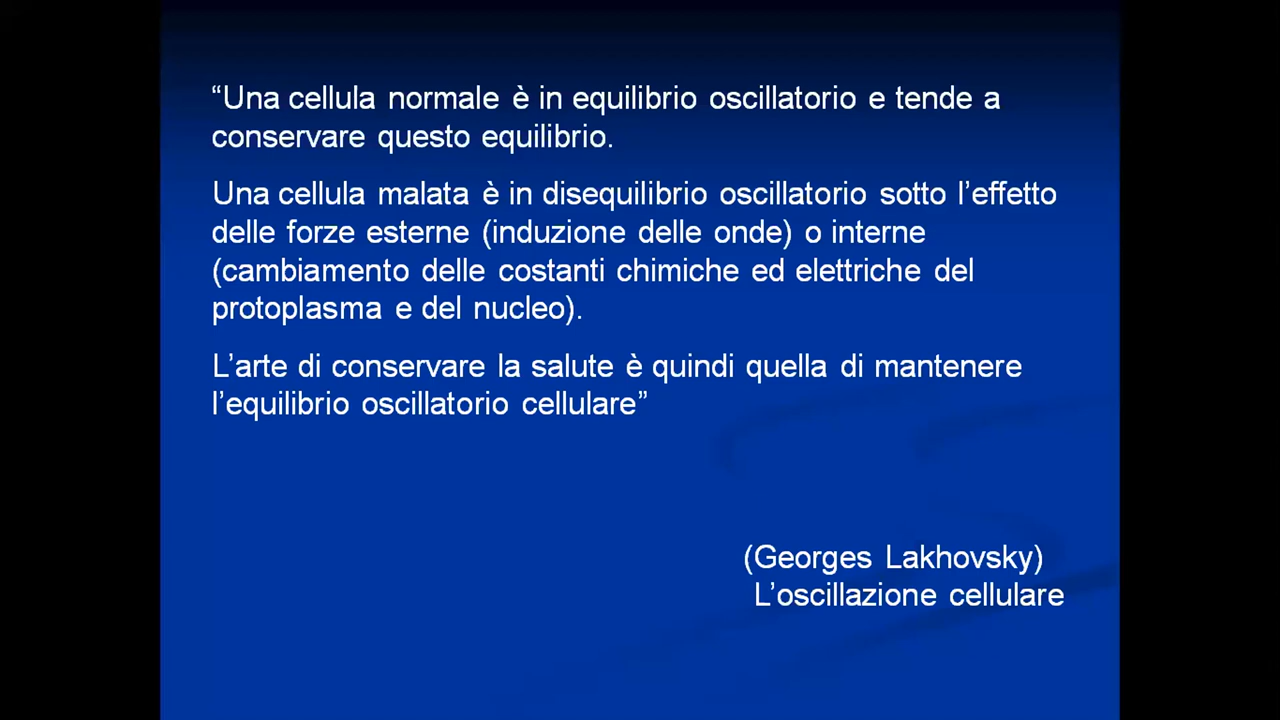 “Una cellula normale è in equilibrio oscillatorio e tende a
conservare questo equilibrio.
Una cellula malata è in disequilibrio oscillatorio sotto l’effetto
delle forze esterne (induzione delle onde) o interne
(cambiamento delle costanti chimiche ed elettriche del
protoplasma e del nucleo).
L’arte di conservare la salute è quindi quella di mantenere
l’equilibrio oscillatorio cellulare”
(Georges Lakhovsky)
L’oscillazione cellulare